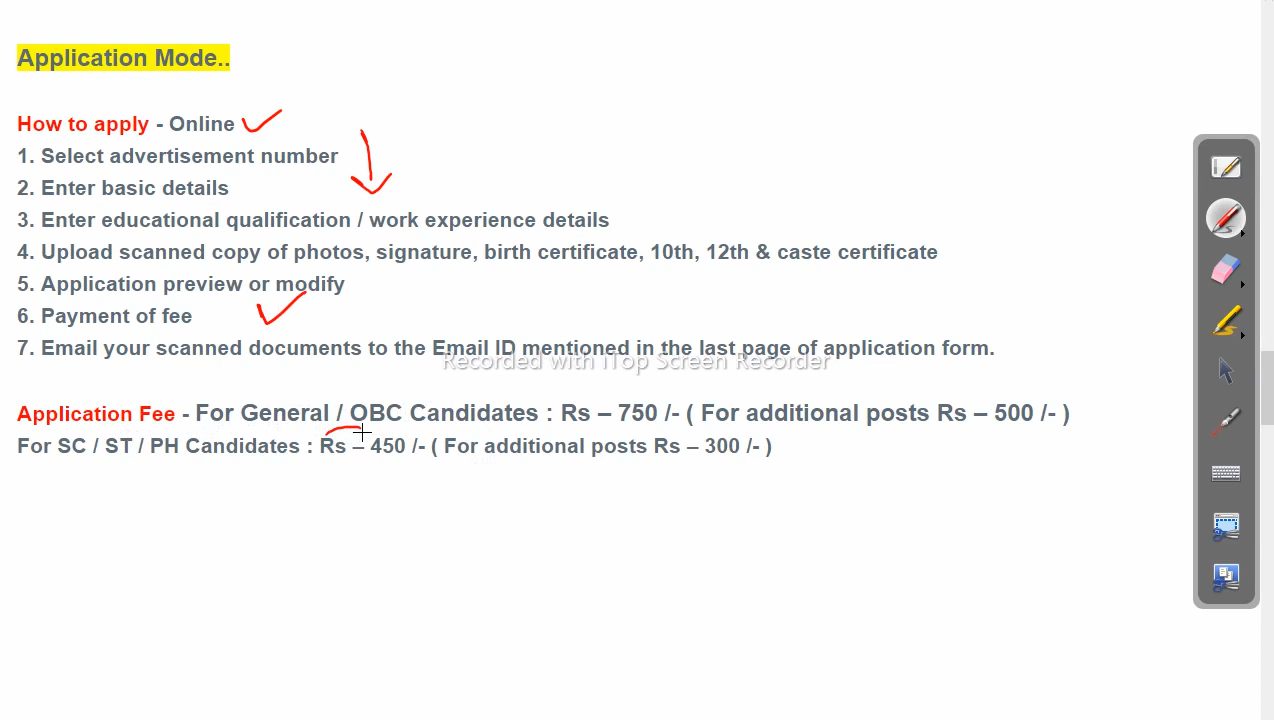 Application Mode..
How to apply - Online
1. Select advertisement number
2. Enter basic details
3. Enter educational qualification / work experience details
4. Upload scanned copy of photos, signature, birth certificate, 10th, 12th & caste certificate
5. Application preview or modify
6. Payment of fee
7. Email your scanned documents to the Email ID mentioned in the last page of application form.
Recorded with iTop Screen Recorder
Application Fee - For General / OBC Candidates : Rs – 750 /- ( For additional posts Rs – 500 /- )
For SC / ST / PH Candidates : Rs – 450 /- ( For additional posts Rs – 300 /- )